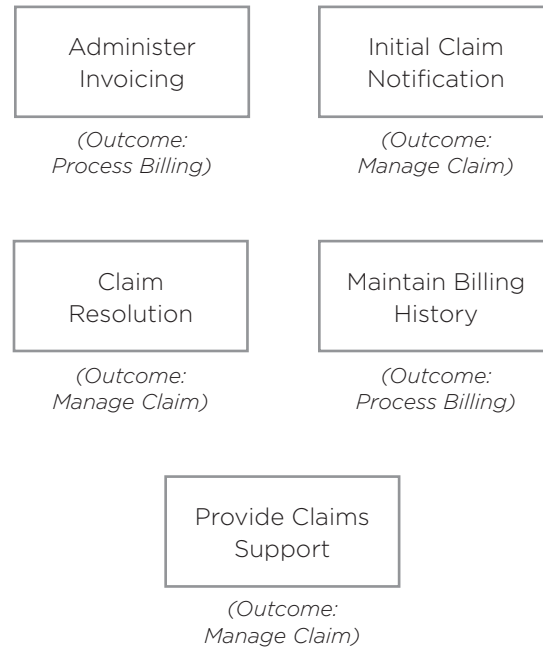 Administer
Invoicing
(Outcome:
Process Billing)
Initial Claim
Notification
(Outcome:
Manage Claim)
Claim
Resolution
(Outcome:
Manage Claim)
Maintain Billing
History
(Outcome:
Process Billing)
Provide Claims
Support
(Outcome:
Manage Claim)